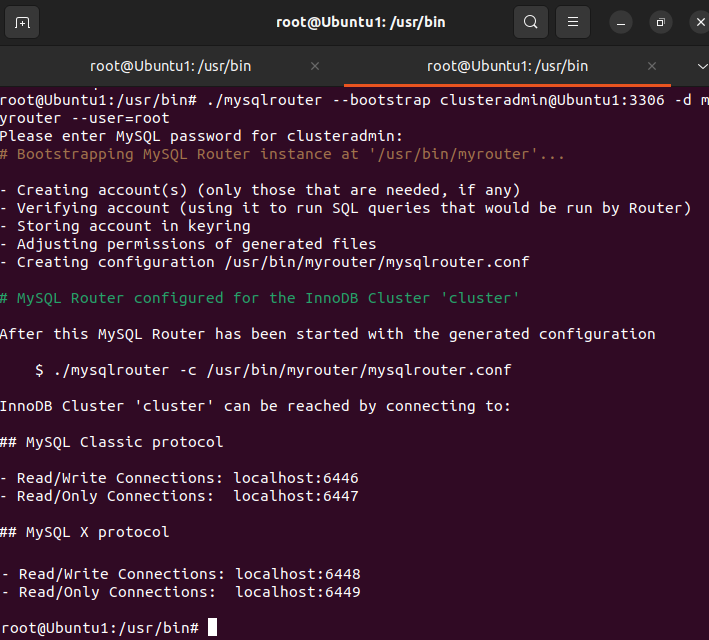 root@Ubuntu1: /usr/bin
root@Ubuntu1: /usr/bin
root@Ubuntu1: /usr/bin
root@Ubuntu1:/usr/bin# ./mysqlrouter --bootstrap clusteradmin@Ubuntu1:3306 -d m
yrouter --user=root
Please enter MySQL password for clusteradmin:
# Bootstrapping MySQL Router instance at '/usr/bin/myrouter'...
- Creating account(s) (only those that are needed, if any)
- Verifying account (using it to run SQL queries that would be run by Router)
- Storing account in keyring
- Adjusting permissions of generated files
- Creating configuration /usr/bin/myrouter/mysqlrouter.conf
# MySQL Router configured for the InnoDB Cluster 'cluster'
After this MySQL Router has been started with the generated configuration
$ ./mysqlrouter -c /usr/bin/myrouter/mysqlrouter.conf
InnoDB Cluster 'cluster' can be reached by connecting to:
## MySQL Classic protocol
- Read/Write Connections: localhost:6446
- Read/Only Connections:  localhost:6447
## MySQL X protocol
- Read/Write Connections: localhost:6448
- Read/Only Connections:  localhost:6449
root@Ubuntu1:/usr/bin#